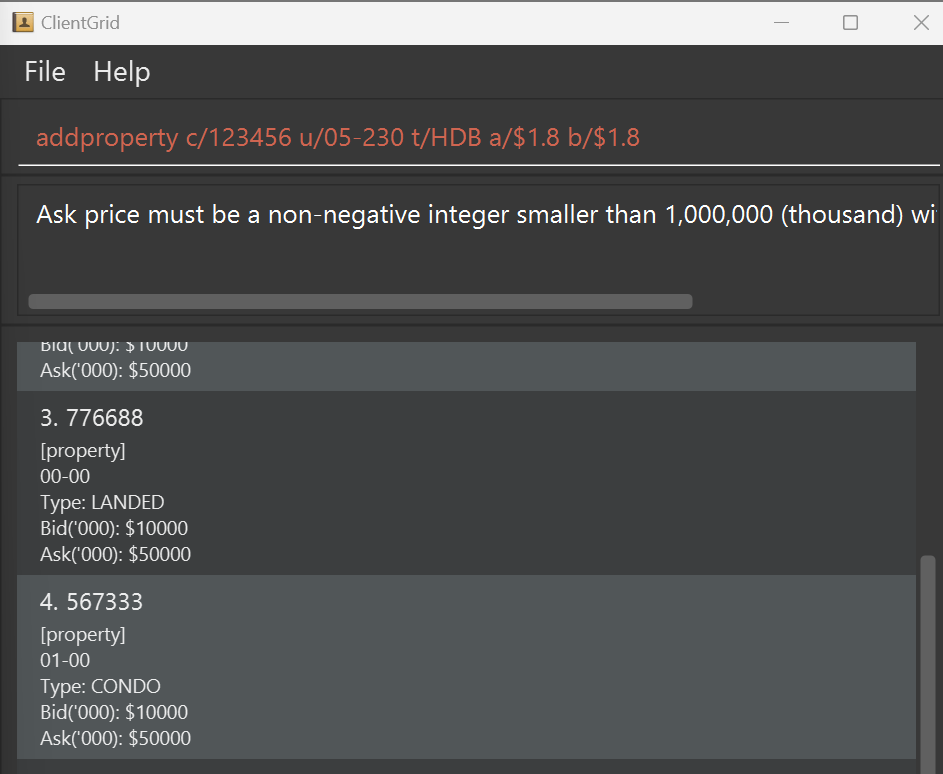 ClientGrid
File Help
addproperty c/123456 u/05-230 t/HDB a/$1.8 b/$1.8
Ask price must be a non-negative integer smaller than 1,000,000 (thousand) wi
Bid('000): $10000
Ask('000): $50000
3. 776688
[property]
00-00
Type: LANDED
Bid('000): $10000
Ask('000): $50000
4. 567333
[property]
01-00
Type: CONDO
Bid('000): $10000
Ask('000): $50000